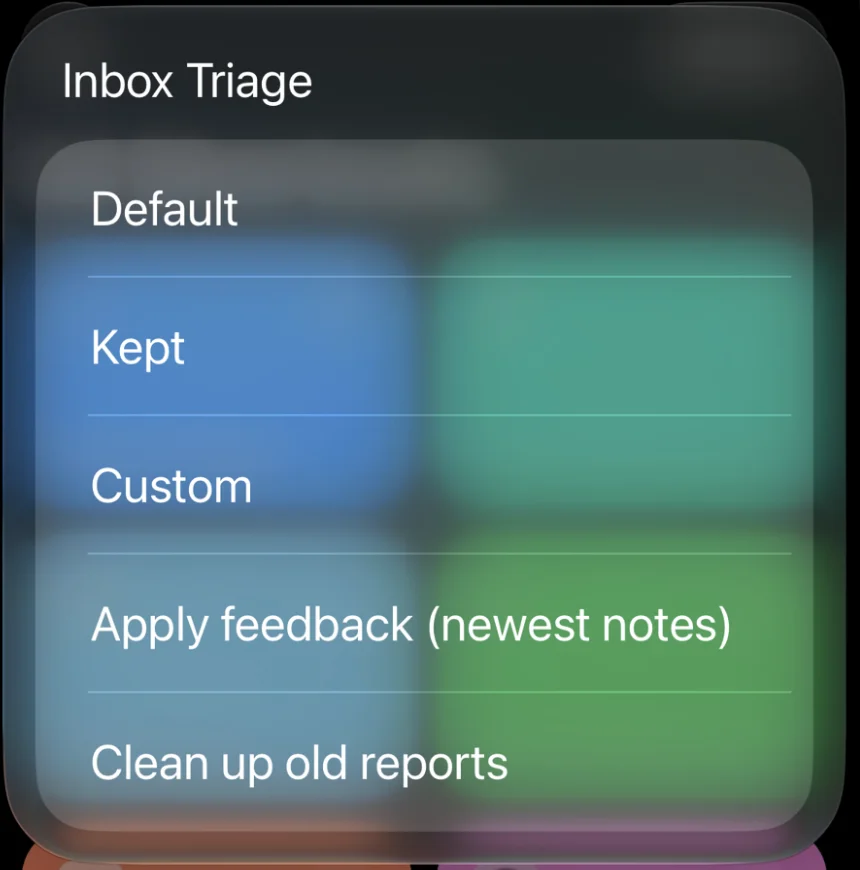 Inbox Triage
Default
Kept
Custom
Apply feedback (newest notes)
Clean up old reports